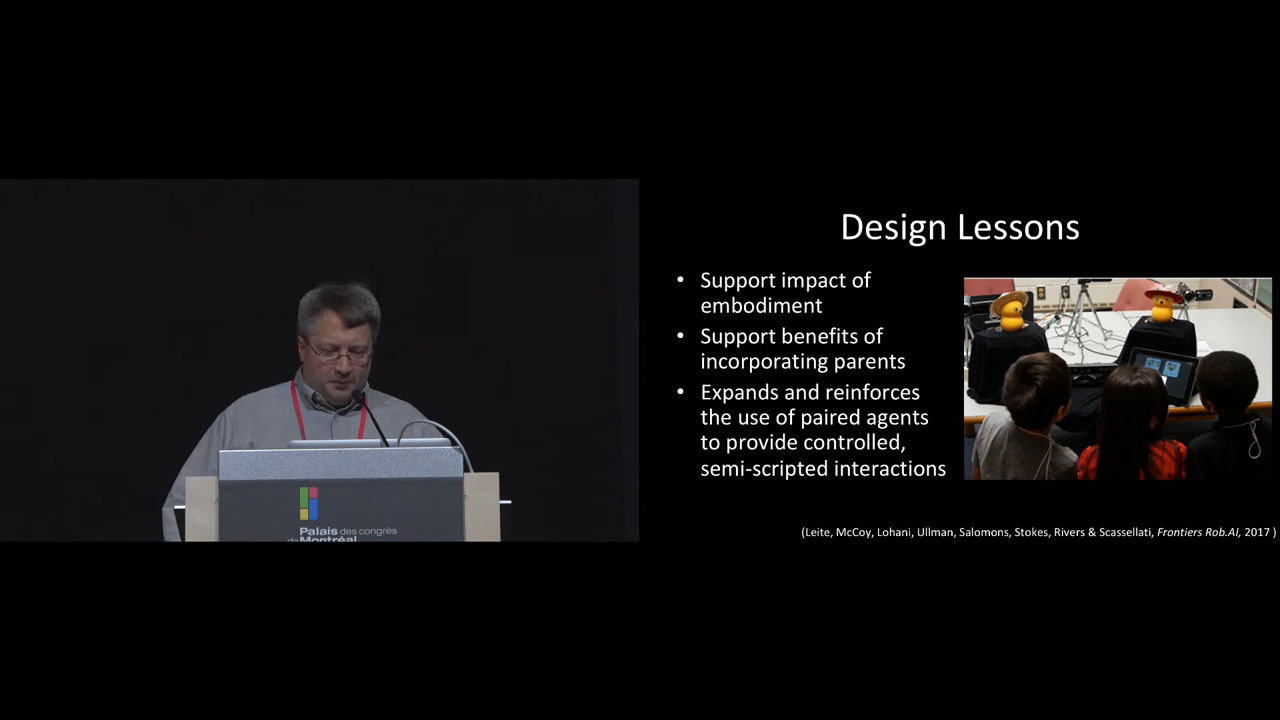 Design Lessons
• Support impact of
embodiment
• Support benefits of
incorporating parents
• Expands and reinforces
the use of paired agents
to provide controlled,
semi-scripted interactions
(Leite, McCoy, Lohani, Ullman, Salomons, Stokes, Rivers & Scassellati, Frontiers Rob.AI, 2017 )
Palais des congrès
de Montréal